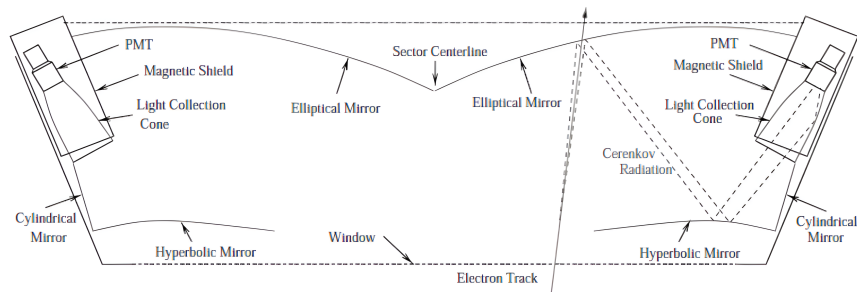 PMT
Magnetic Shield
Light Collection
Cone
Elliptical Mirror
Sector Centerline
Elliptical Mirror
PMT
Magnetic Shield
Light Collection
Cone
Cerenkov
Radiation
Cylindrical
Mirror
Hyperbolic Mirror
Window
Electron Track
Hyperbolic Mirror
Cylindrical
Mirror